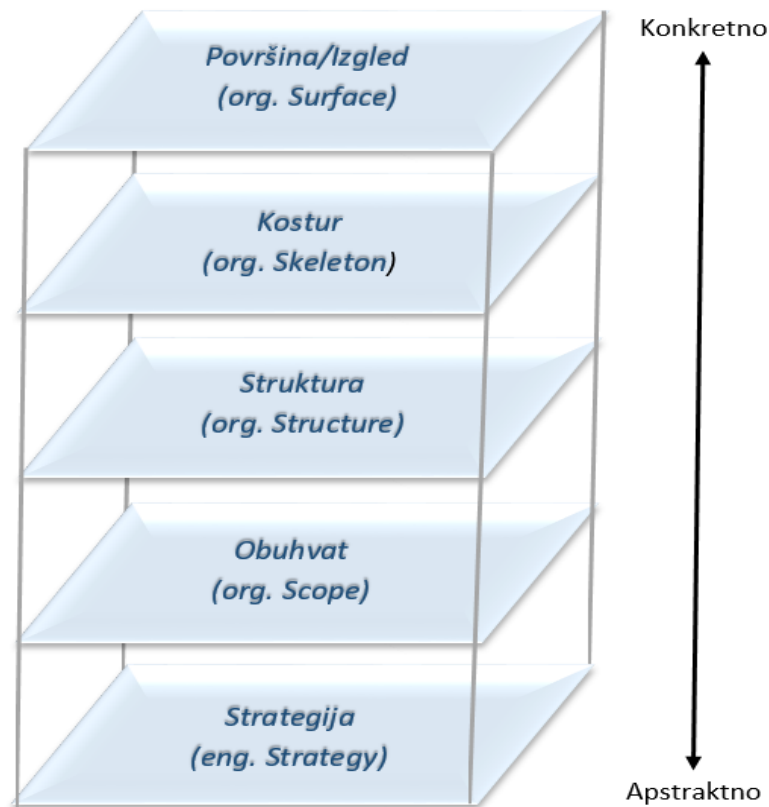 Konkretno
Površina/Izgled
(org. Surface)
Kostur
(org. Skeleton)
Struktura
(org. Structure)
Obuhvat
(org. Scope)
Strategija
(eng. Strategy)
Apstraktno